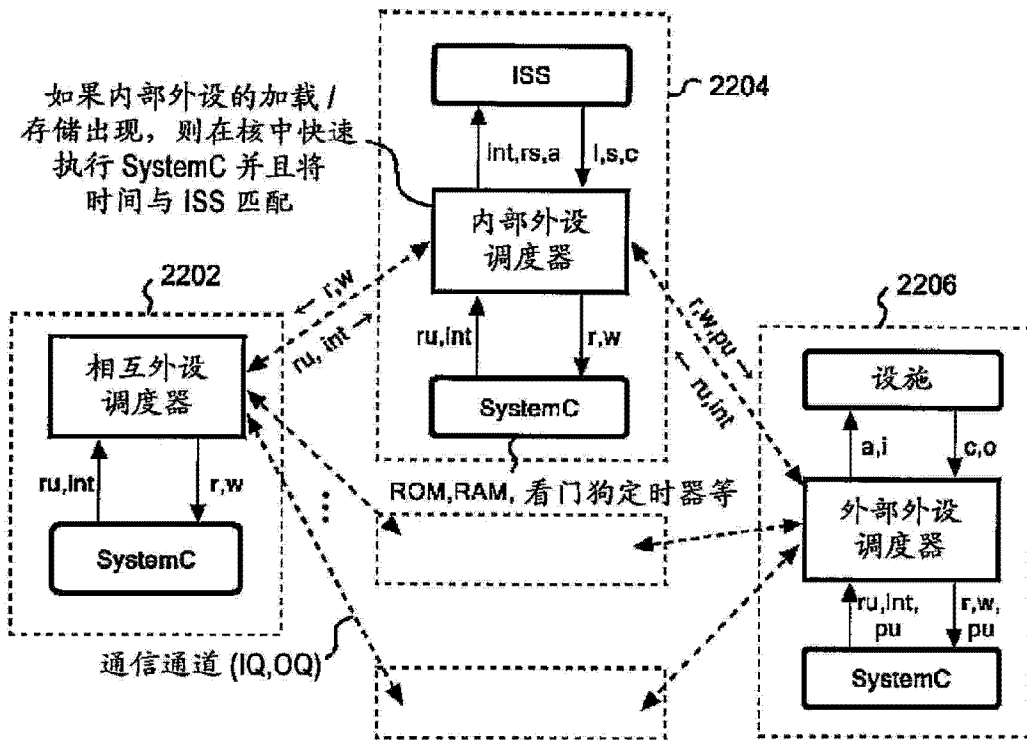 如果内部外设的加载 /
存储出现，则在核中快速
执行 SystemC 并且将
时间与 ISS 匹配
2204
ISS
int,rs,a
l,s,c
内部外设
调度器
ru,int
r,w
SystemC
ROM,RAM, 看门狗定时器等
2202
相互外设
调度器
ru,int
r,w
SystemC
r,w
ru, int
r,w,pu
ru,int
2206
设施
a,i
c,o
外部外设
调度器
ru,int,
pu
r,w,
pu
SystemC
通信通道 (IQ,OQ)